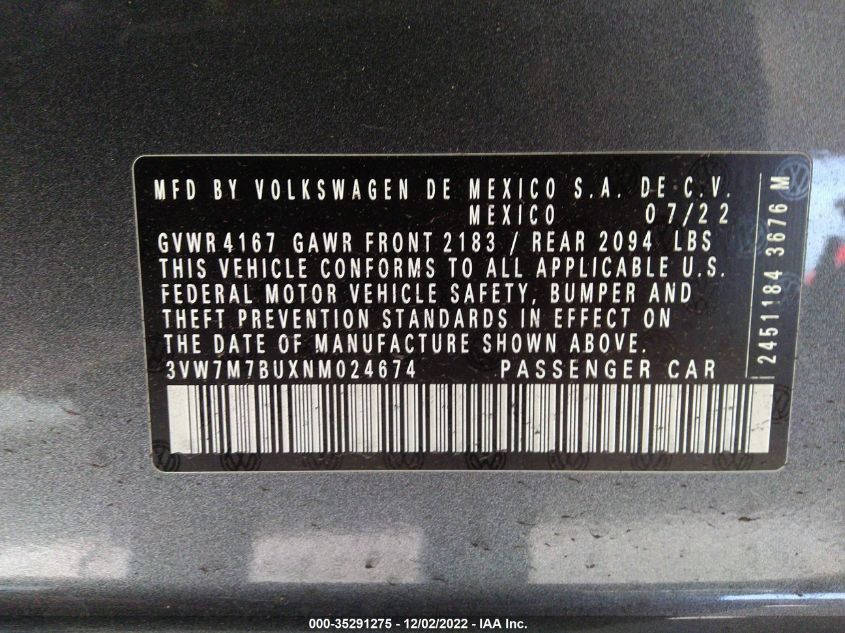 MFD BY VOLKSWAGEN DE MEXICO S.A. DE C.V.
MEXICO 07/22
GVWR 4167 GAWR FRONT 2183 / REAR 2094 LBS
THIS VEHICLE CONFORMS TO ALL APPLICABLE U.S.
FEDERAL MOTOR VEHICLE SAFETY, BUMPER AND
THEFT PREVENTION STANDARDS IN EFFECT ON
THE DATE OF MANUFACTURE SHOWN ABOVE.
3VW7M7BUXNM024674 PASSENGER CAR
2451184 3676 M
000-35291275 - 12/02/2022 - IAA Inc.